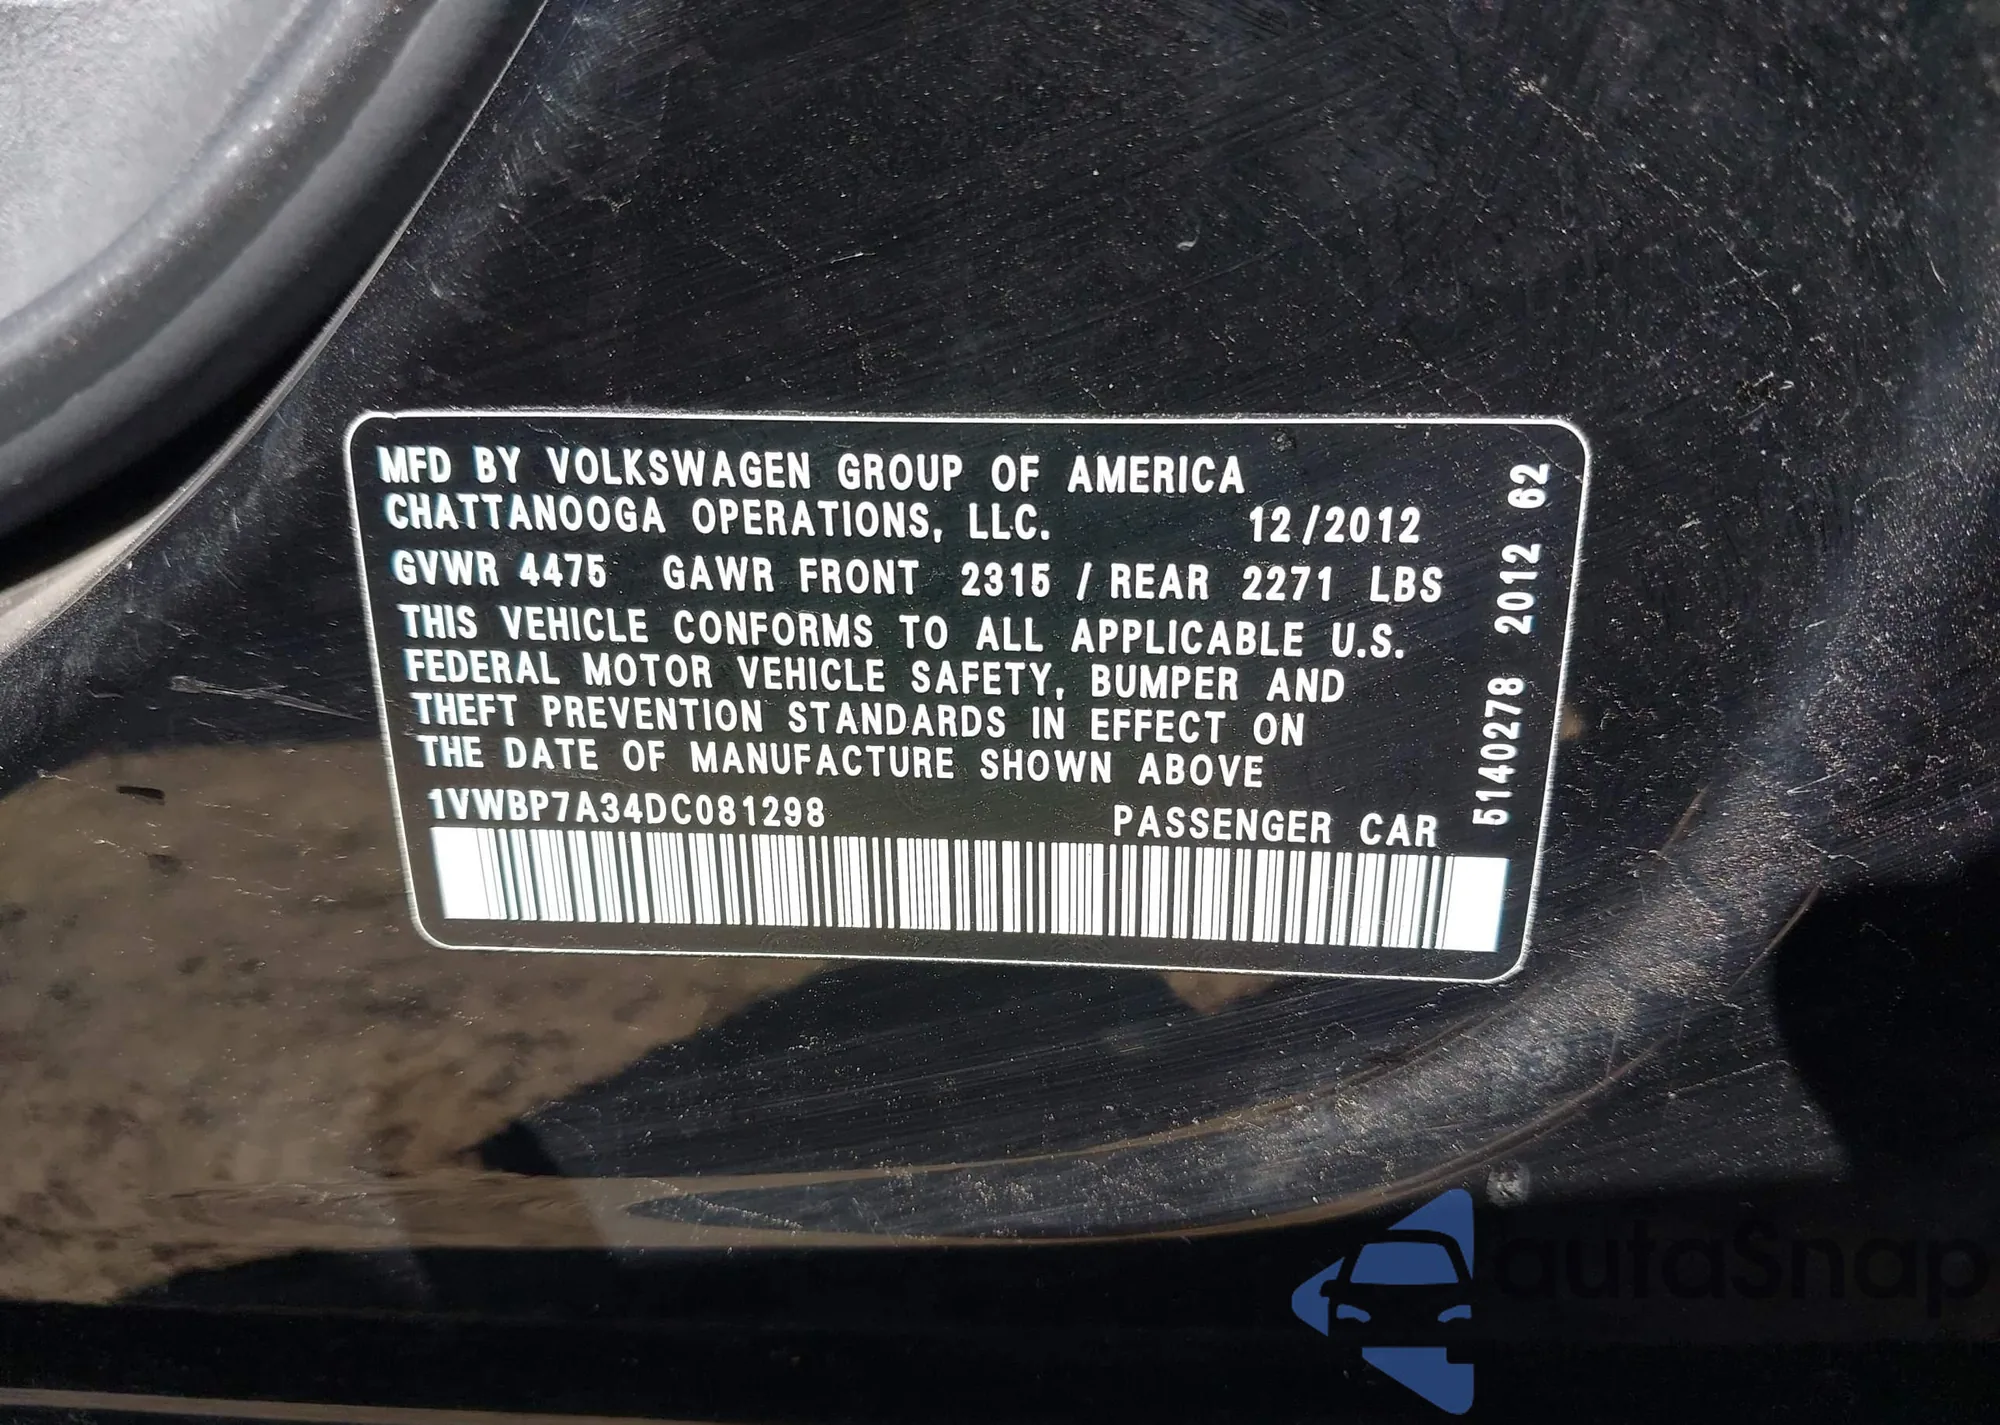 MFD BY VOLKSWAGEN GROUP OF AMERICA
CHATTANOOGA OPERATIONS, LLC. 12/2012
GVWR 4475 GAWR FRONT 2315 / REAR 2271 LBS
THIS VEHICLE CONFORMS TO ALL APPLICABLE U.S.
FEDERAL MOTOR VEHICLE SAFETY, BUMPER AND
THEFT PREVENTION STANDARDS IN EFFECT ON
THE DATE OF MANUFACTURE SHOWN ABOVE
1VWBP7A34DC081298 PASSENGER CAR
5140278 2012 62
autaSnap